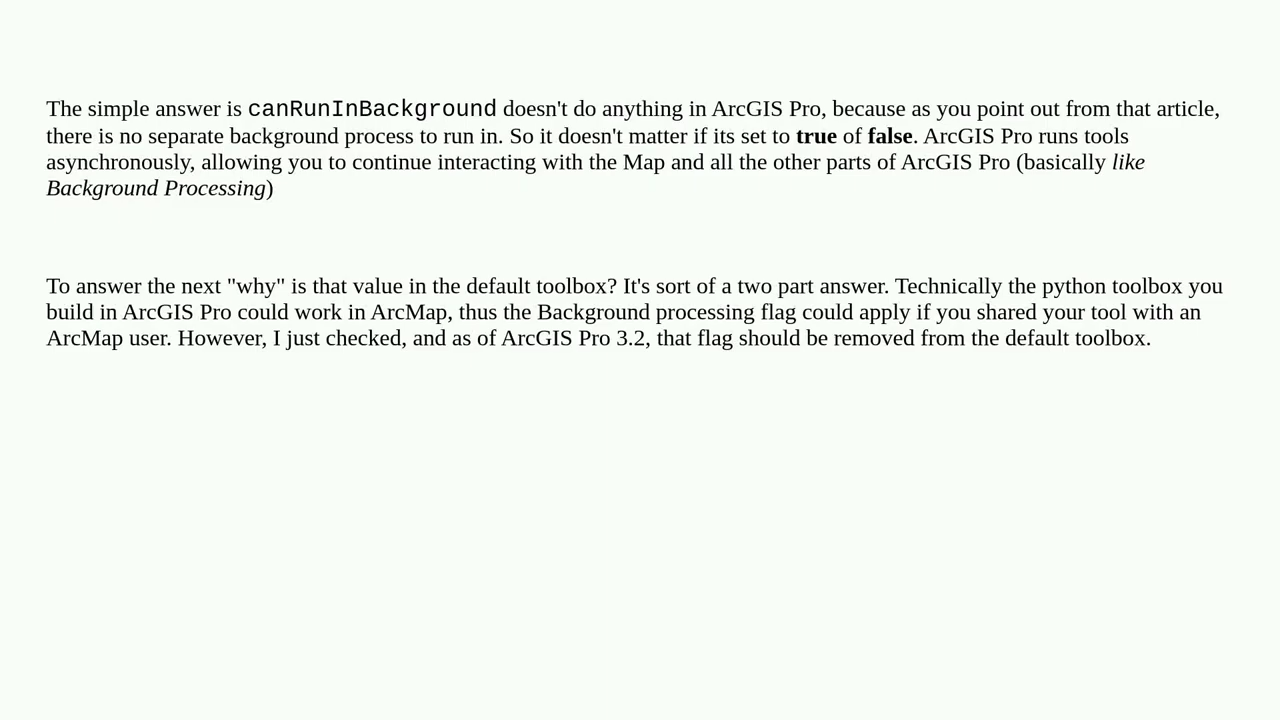 The simple answer is canRunInBackground doesn't do anything in ArcGIS Pro, because as you point out from that article,
there is no separate background process to run in. So it doesn't matter if its set to true of false. ArcGIS Pro runs tools
asynchronously, allowing you to continue interacting with the Map and all the other parts of ArcGIS Pro (basically like
Background Processing)
To answer the next "why" is that value in the default toolbox? It's sort of a two part answer. Technically the python toolbox you
build in ArcGIS Pro could work in ArcMap, thus the Background processing flag could apply if you shared your tool with an
ArcMap user. However, I just checked, and as of ArcGIS Pro 3.2, that flag should be removed from the default toolbox.